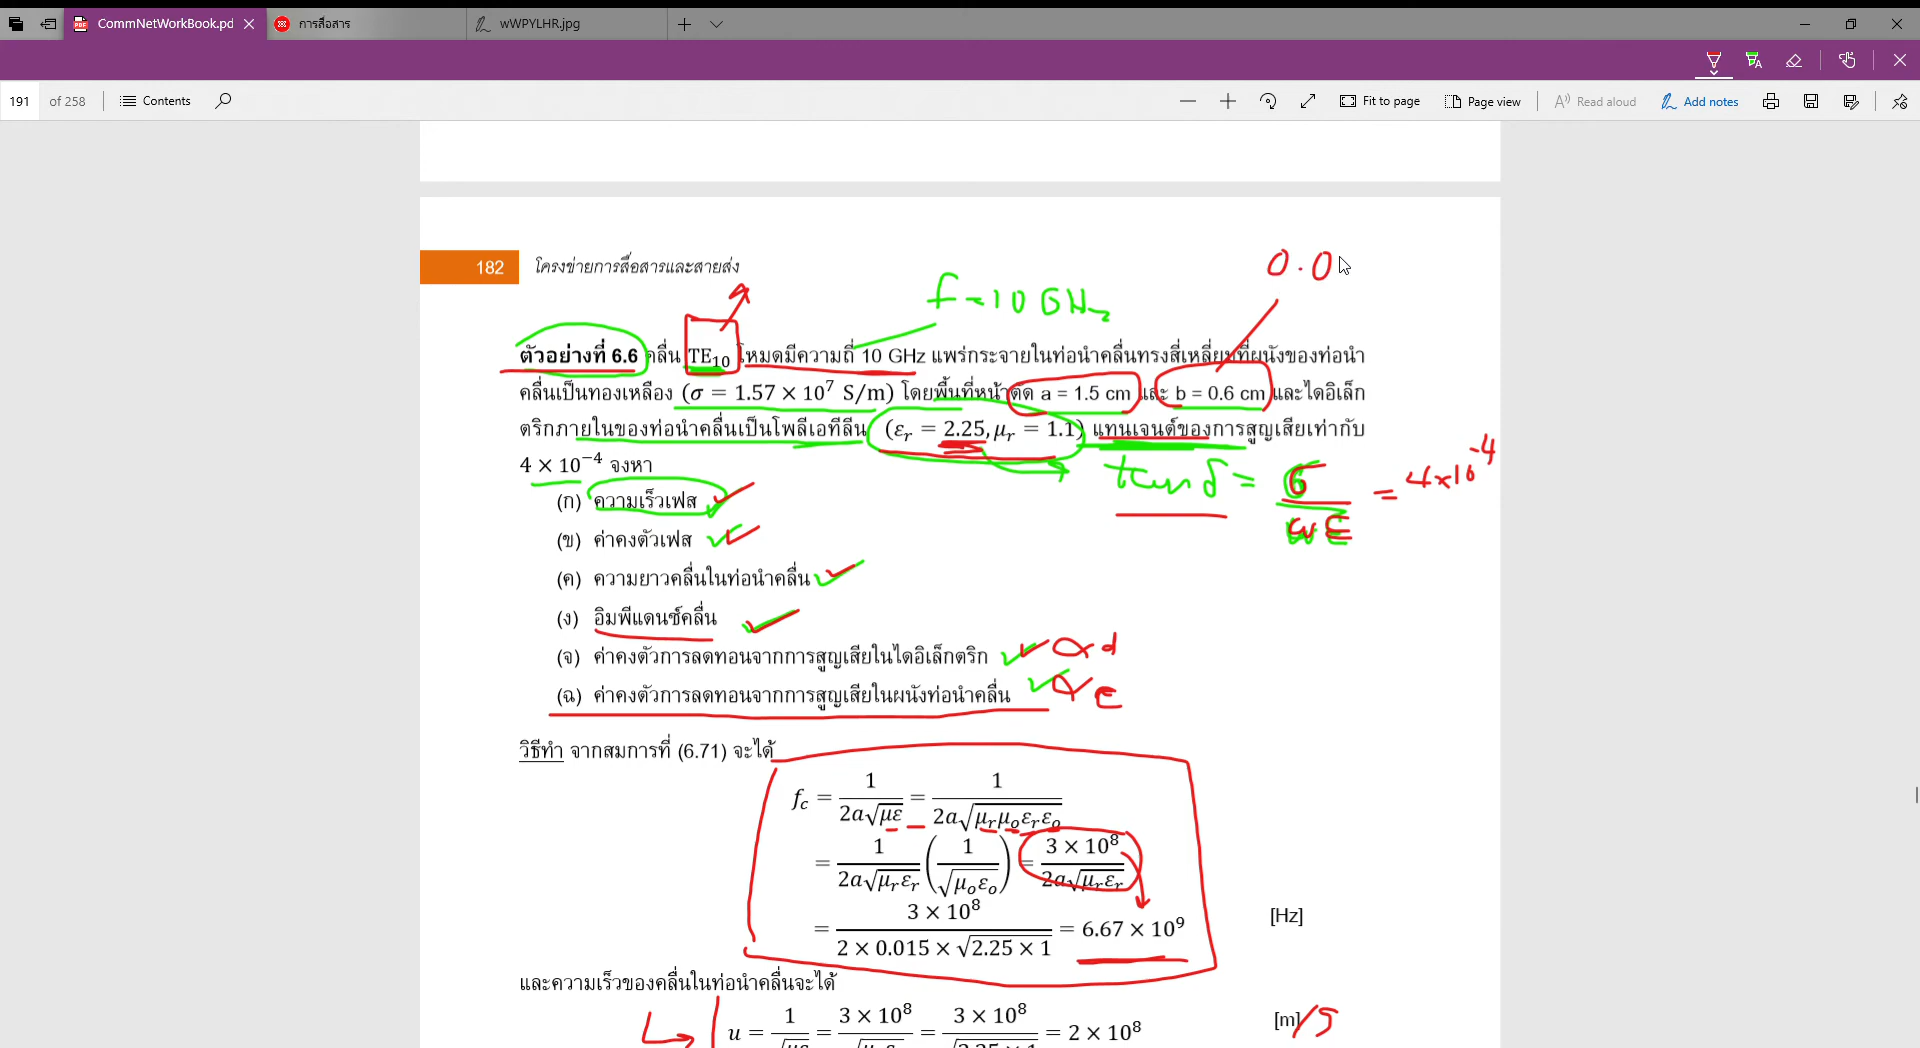 CommNetWorkBook.pd
การสื่อสาร
wWPYLHR.jpg
191 of 258
Contents
Fit to page
Page view
Read aloud
Add notes
0.0
182 โครงข่ายการสื่อสารและสายส่ง
f = 10 GHz
ตัวอย่างที่ 6.6 คลื่น TE10 โหมดมีความถี่ 10 GHz แพร่กระจายในท่อนำคลื่นทรงสี่เหลี่ยมที่ผนังของท่อนำ
คลื่นเป็นทองเหลือง (σ = 1.57 × 10⁷ S/m) โดยพื้นที่หน้าตัด a = 1.5 cm และ b = 0.6 cm และไดอิเล็ก
ตริกภายในของท่อนำคลื่นเป็นโพลีเอทีลีน (εr = 2.25, μr = 1.1) แทนเจนต์ของการสูญเสียเท่ากับ
4 × 10⁻⁴ จงหา
tan δ = σ/ωε = 4×10⁻⁴
(ก) ความเร็วเฟส
(ข) ค่าคงตัวเฟส
(ค) ความยาวคลื่นในท่อนำคลื่น
(ง) อิมพีแดนซ์คลื่น
(จ) ค่าคงตัวการลดทอนจากการสูญเสียในไดอิเล็กตริก αd
(ฉ) ค่าคงตัวการลดทอนจากการสูญเสียในผนังท่อนำคลื่น αc
วิธีทำ จากสมการที่ (6.71) จะได้
fc = 1/(2a√με) = 1/(2a√μrμoεrεo)
= 1/(2a√μrεr) (1/√μoεo) = 3 × 10⁸/(2a√μrεr)
= 3 × 10⁸/(2 × 0.015 × √2.25 × 1) = 6.67 × 10⁹ [Hz]
และความเร็วของคลื่นในท่อนำคลื่นจะได้
u = 1/√με = 3 × 10⁸/√μrεr = 3 × 10⁸/√2.25 × 1 = 2 × 10⁸ [m]/s